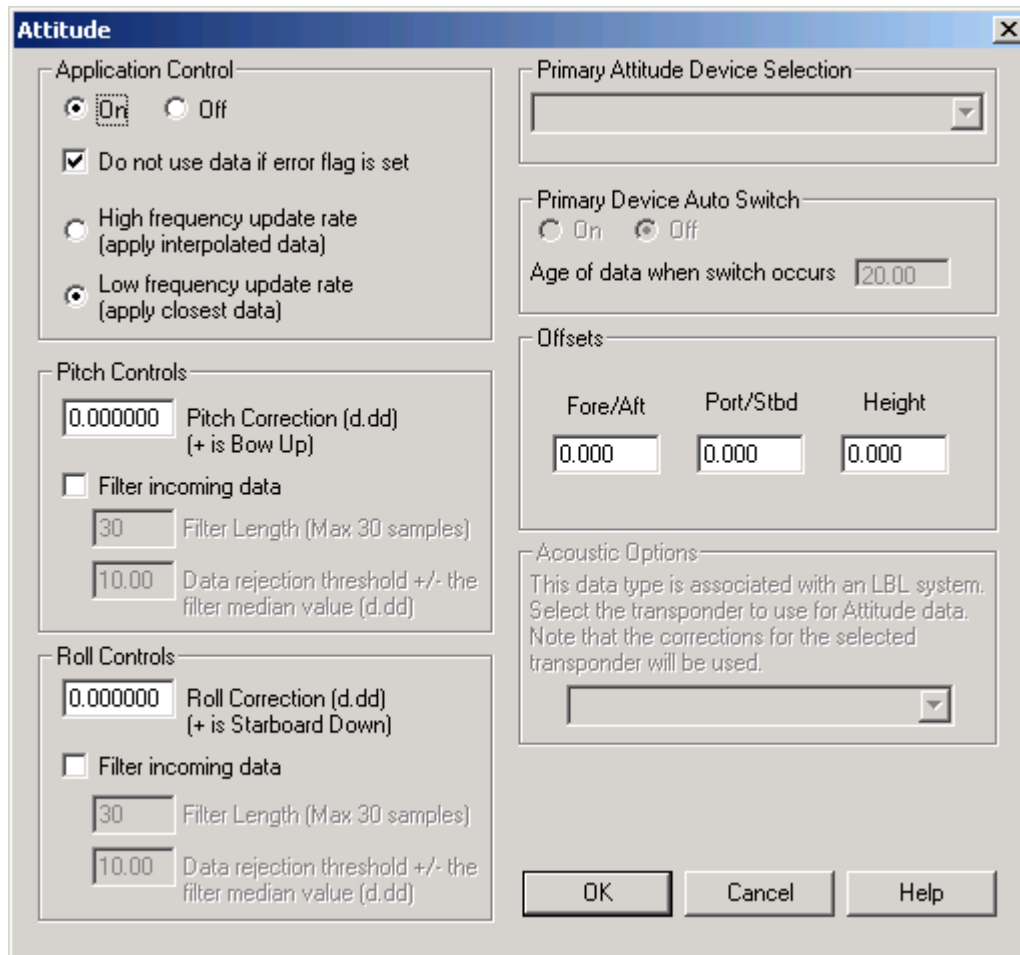 Attitude
Application Control
On Off
Do not use data if error flag is set
High frequency update rate
(apply interpolated data)
Low frequency update rate
(apply closest data)
Pitch Controls
0.000000 Pitch Correction (d.dd)
(+ is Bow Up)
Filter incoming data
30 Filter Length (Max 30 samples)
10.00 Data rejection threshold +/- the
filter median value (d.dd)
Roll Controls
0.000000 Roll Correction (d.dd)
(+ is Starboard Down)
Filter incoming data
30 Filter Length (Max 30 samples)
10.00 Data rejection threshold +/- the
filter median value (d.dd)
Primary Attitude Device Selection
Primary Device Auto Switch
On Off
Age of data when switch occurs 20.00
Offsets
Fore/Aft Port/Stbd Height
0.000 0.000 0.000
Acoustic Options
This data type is associated with an LBL system.
Select the transponder to use for Attitude data.
Note that the corrections for the selected
transponder will be used.
OK Cancel Help